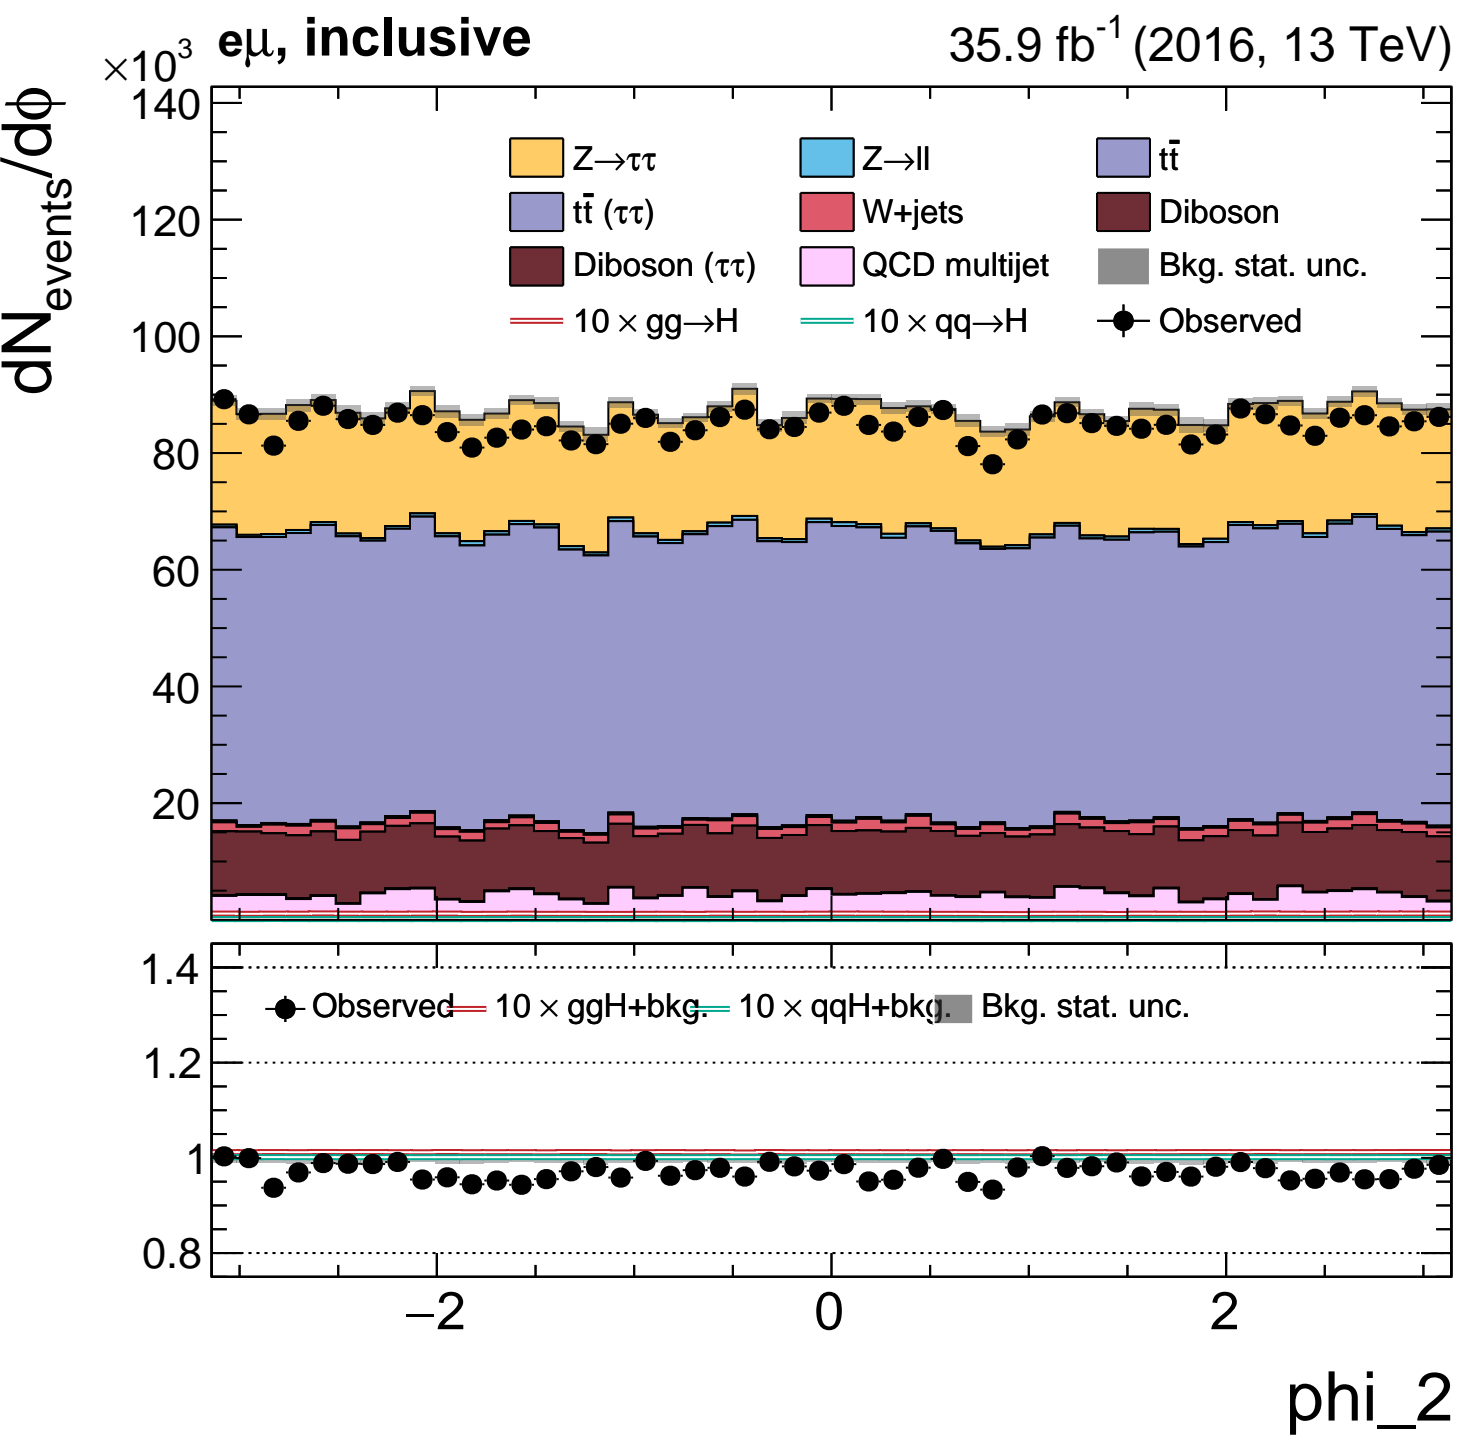 ×10³ eμ, inclusive 35.9 fb⁻¹ (2016, 13 TeV)
dN_events/dϕ
140
120
100
80
60
40
20
Z→ττ Z→ll tt̄
tt̄ (ττ) W+jets Diboson
Diboson (ττ) QCD multijet Bkg. stat. unc.
10 × gg→H 10 × qq→H Observed
1.4
1.2
1
0.8
Observed 10 × ggH+bkg. 10 × qqH+bkg. Bkg. stat. unc.
−2 0 2
phi_2